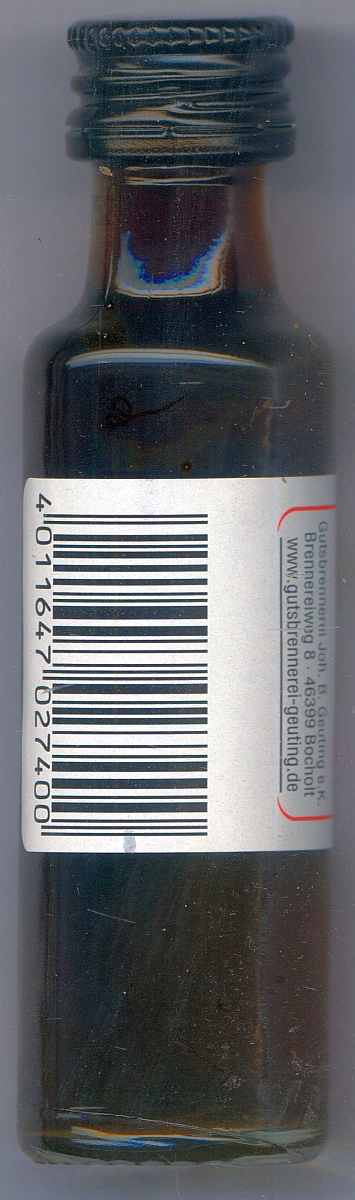 Gutsbrennerei Joh. B. Geuting e.K.
Brennereiweg 8 · 46399 Bocholt
www.gutsbrennerei-geuting.de
4 011647 027400